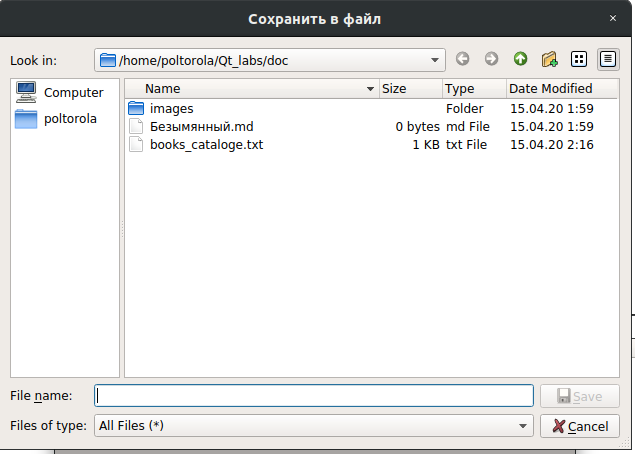 Сохранить в файл
Look in: /home/poltorola/Qt_labs/doc
Computer
poltorola
Name Size Type Date Modified
images Folder 15.04.20 1:59
Безымянный.md 0 bytes md File 15.04.20 1:59
books_cataloge.txt 1 KB txt File 15.04.20 2:16
File name: Save
Files of type: All Files (*) Cancel